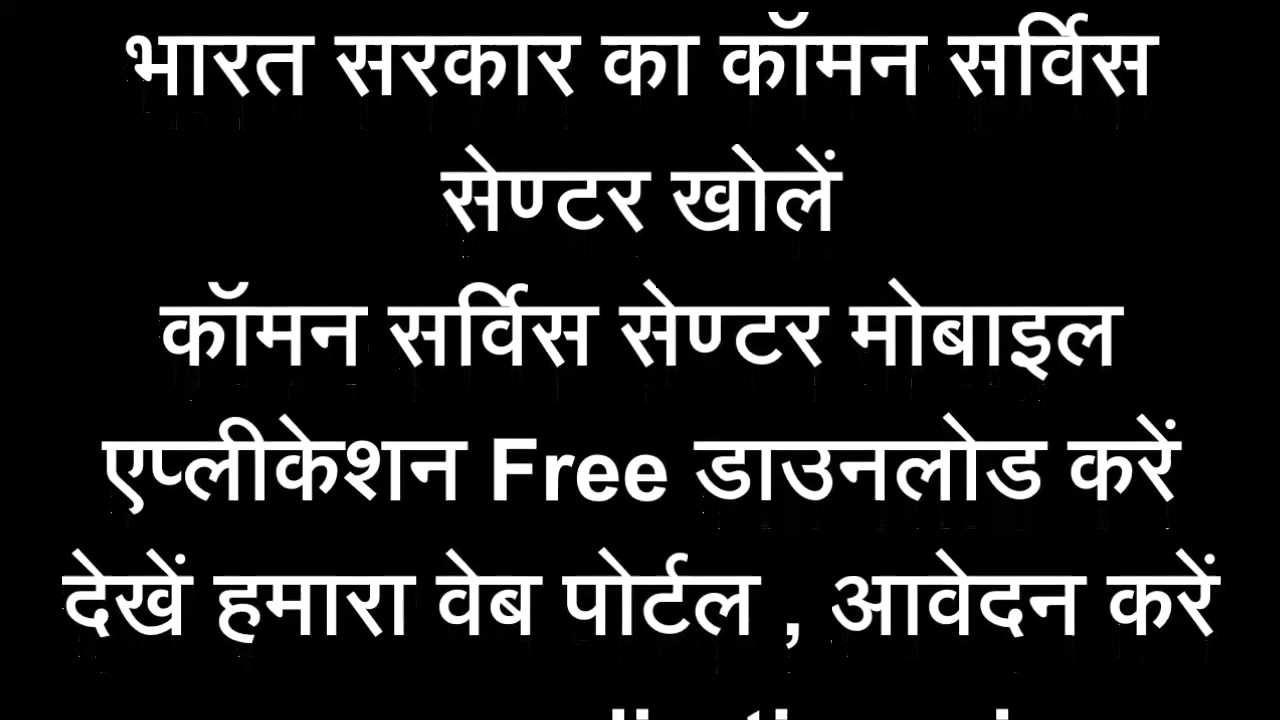 भारत सरकार का कॉमन सर्विस
सेण्टर खोलें
कॉमन सर्विस सेण्टर मोबाइल
एप्लीकेशन Free डाउनलोड करें
देखें हमारा वेब पोर्टल , आवेदन करें